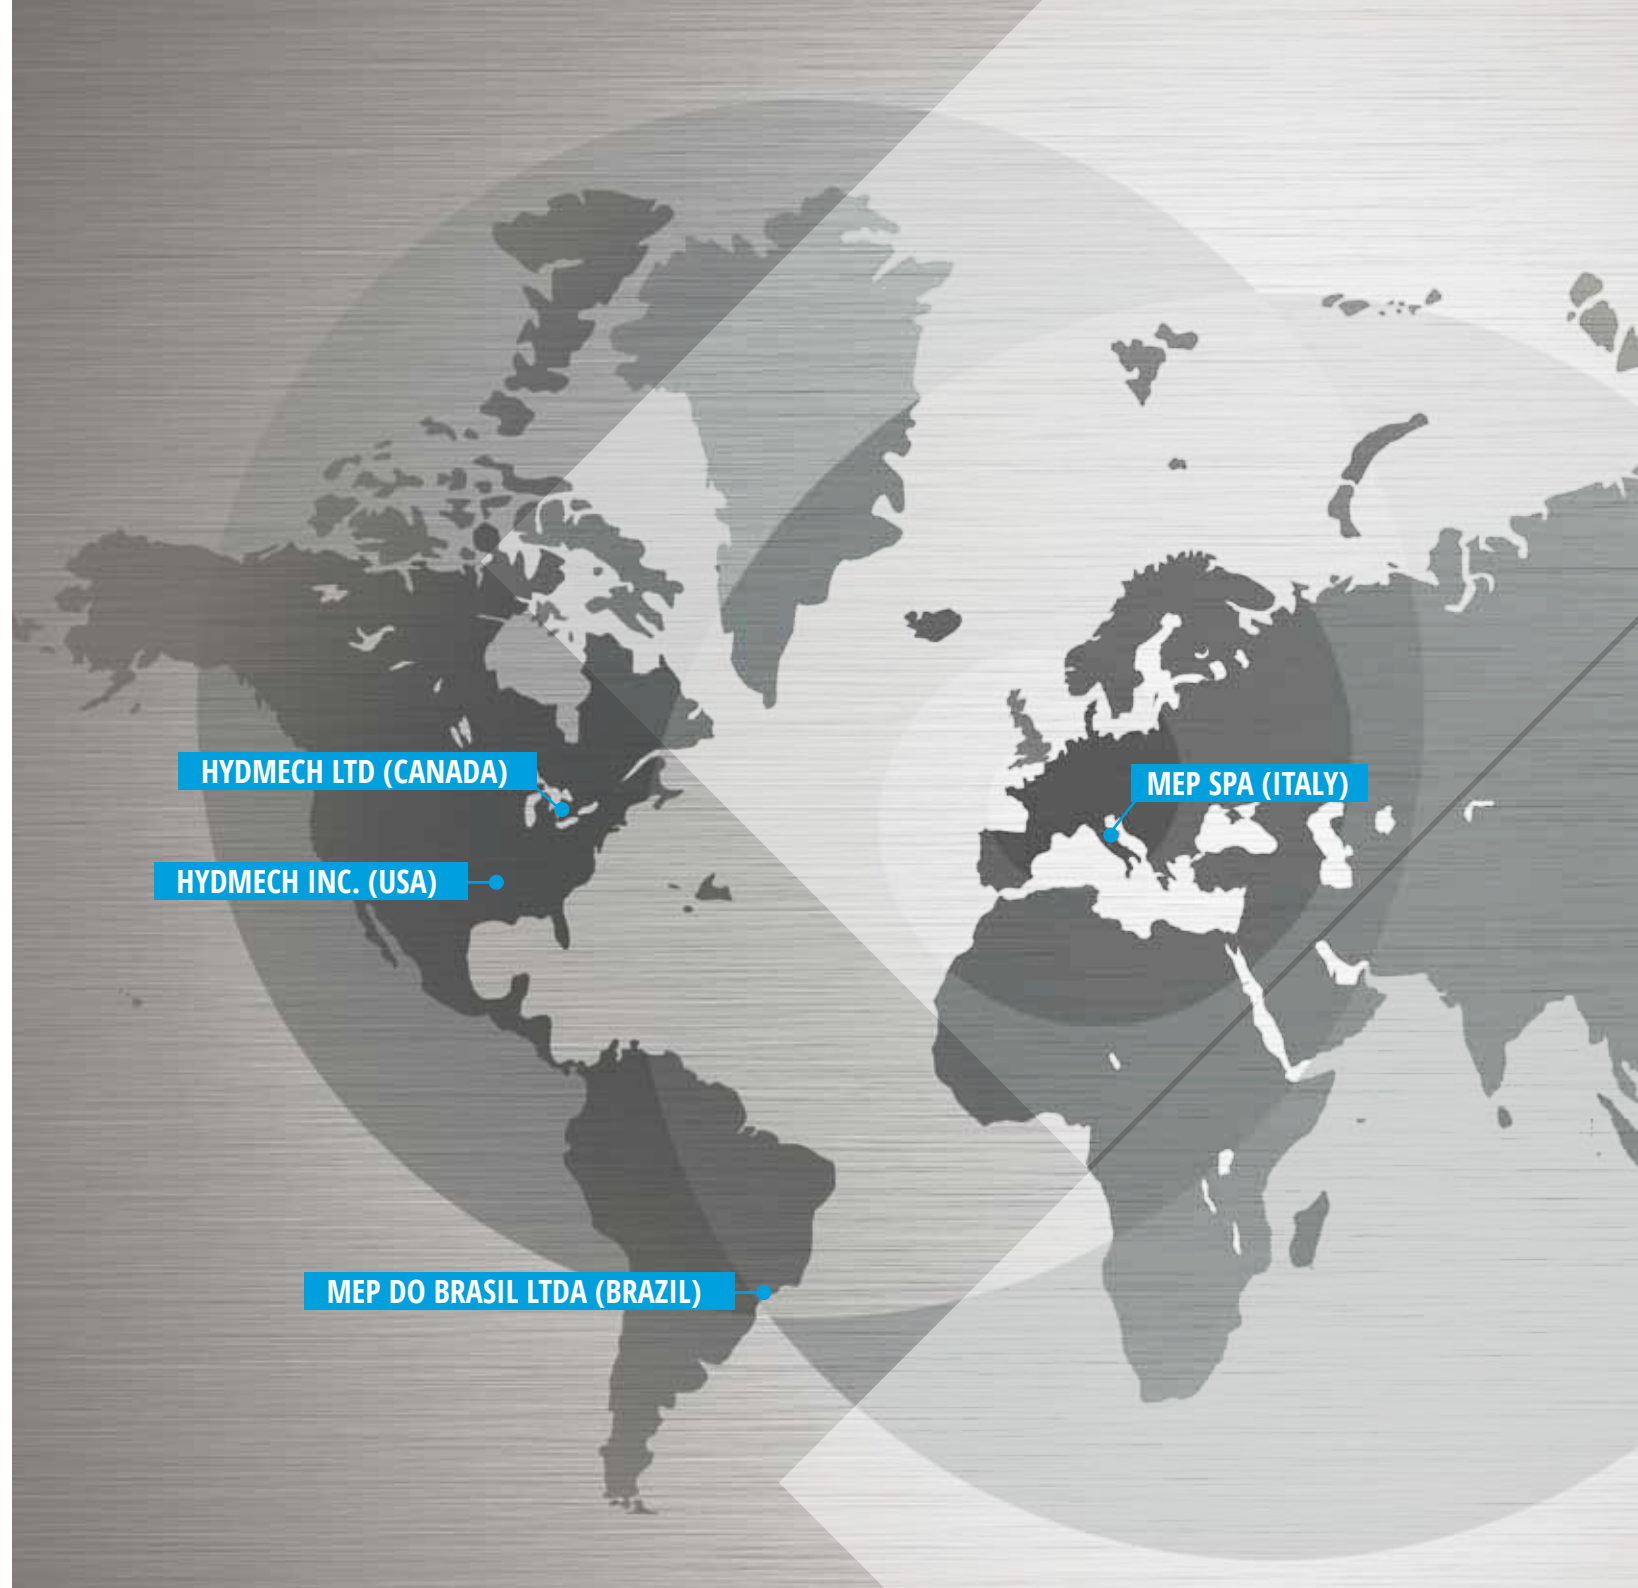 HYDMECH LTD (CANADA)
MEP SPA (ITALY)
HYDMECH INC. (USA)
MEP DO BRASIL LTDA (BRAZIL)